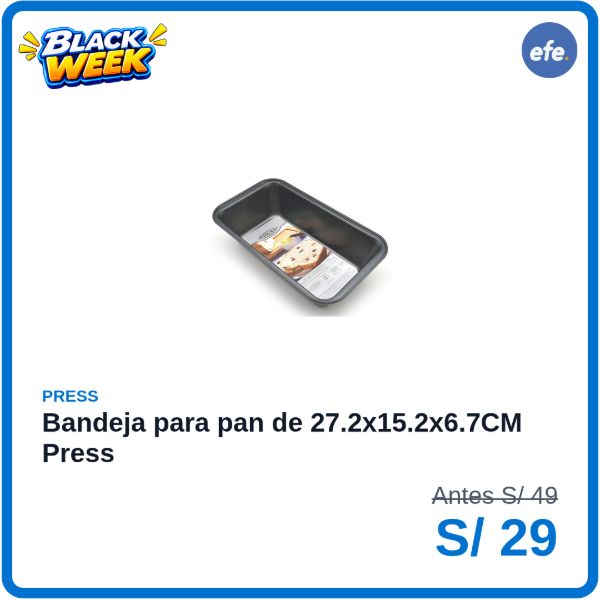 BLACK
WEEK
efe.
PRESS
Bandeja para pan de 27.2x15.2x6.7CM
Press
Antes S/ 49
S/ 29